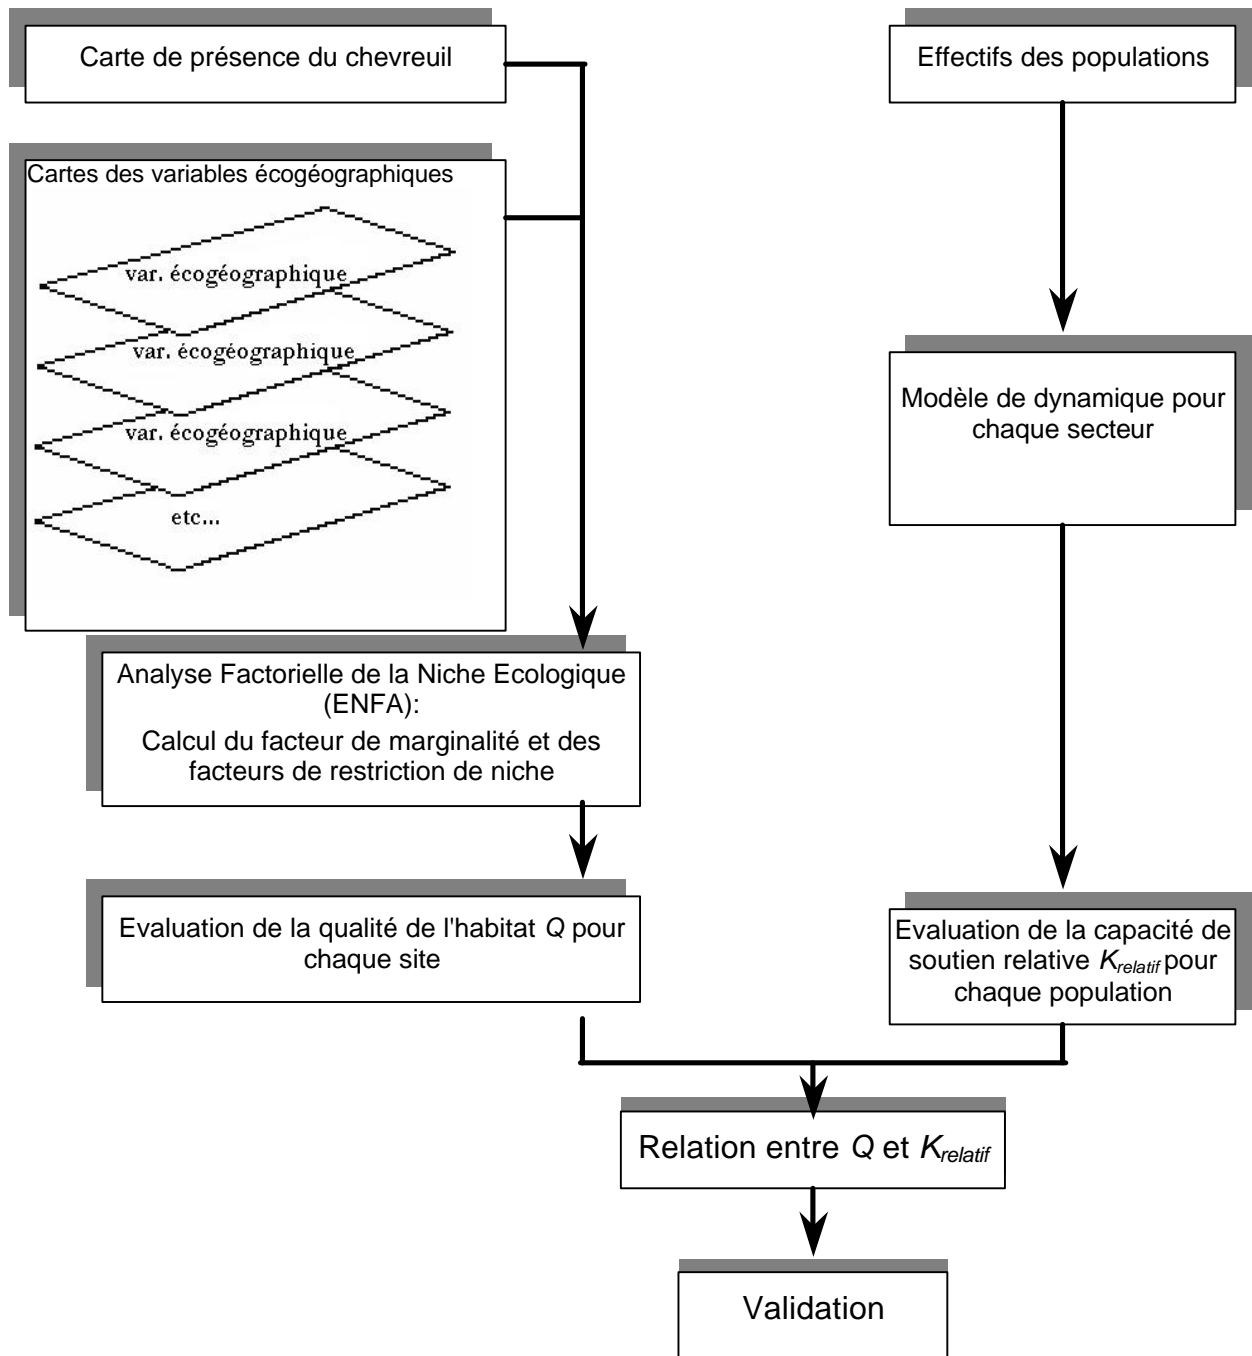 Carte de présence du chevreuil
Effectifs des populations
Cartes des variables écogéographiques
var. écogéographique
var. écogéographique
var. écogéographique
etc...
Modèle de dynamique pour
chaque secteur
Analyse Factorielle de la Niche Ecologique
(ENFA):
Calcul du facteur de marginalité et des
facteurs de restriction de niche
Evaluation de la qualité de l'habitat Q pour
chaque site
Evaluation de la capacité de
soutien relative Krelatif pour
chaque population
Relation entre Q et Krelatif
Validation